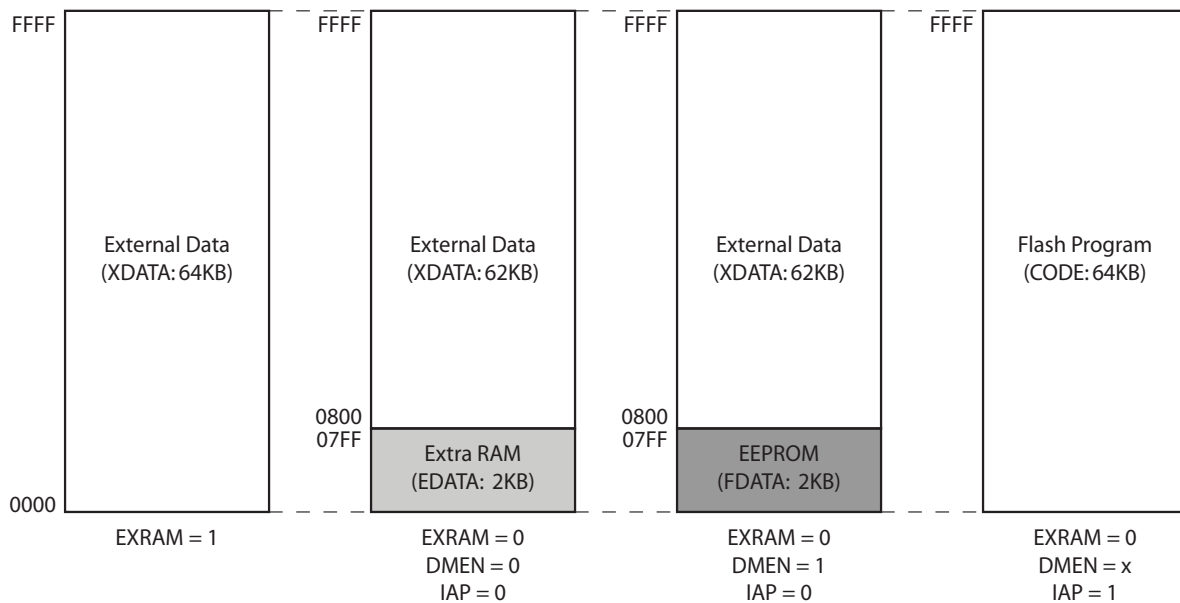 FFFF
External Data
(XDATA: 64KB)
0000
EXRAM = 1
FFFF
External Data
(XDATA: 62KB)
0800
07FF
Extra RAM
(EDATA: 2KB)
EXRAM = 0
DMEN = 0
IAP = 0
FFFF
External Data
(XDATA: 62KB)
0800
07FF
EEPROM
(FDATA: 2KB)
EXRAM = 0
DMEN = 1
IAP = 0
FFFF
Flash Program
(CODE: 64KB)
EXRAM = 0
DMEN = x
IAP = 1